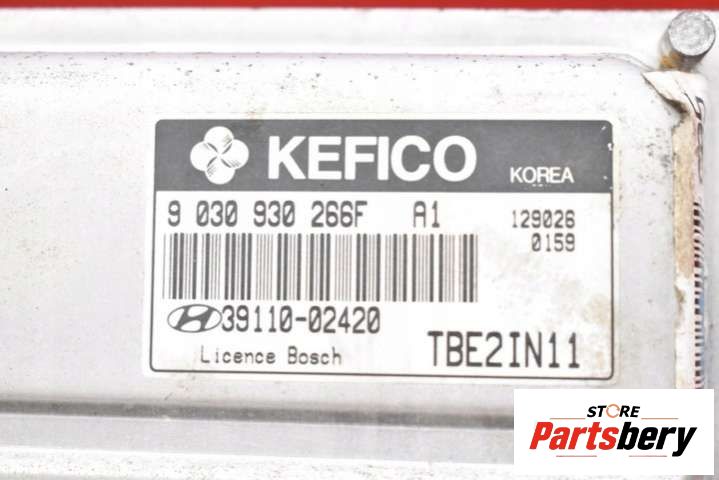 KEFICO KOREA
9 030 930 266F A1 129026
0159
39110-02420
Licence Bosch TBE2IN11
STORE
Partsbery